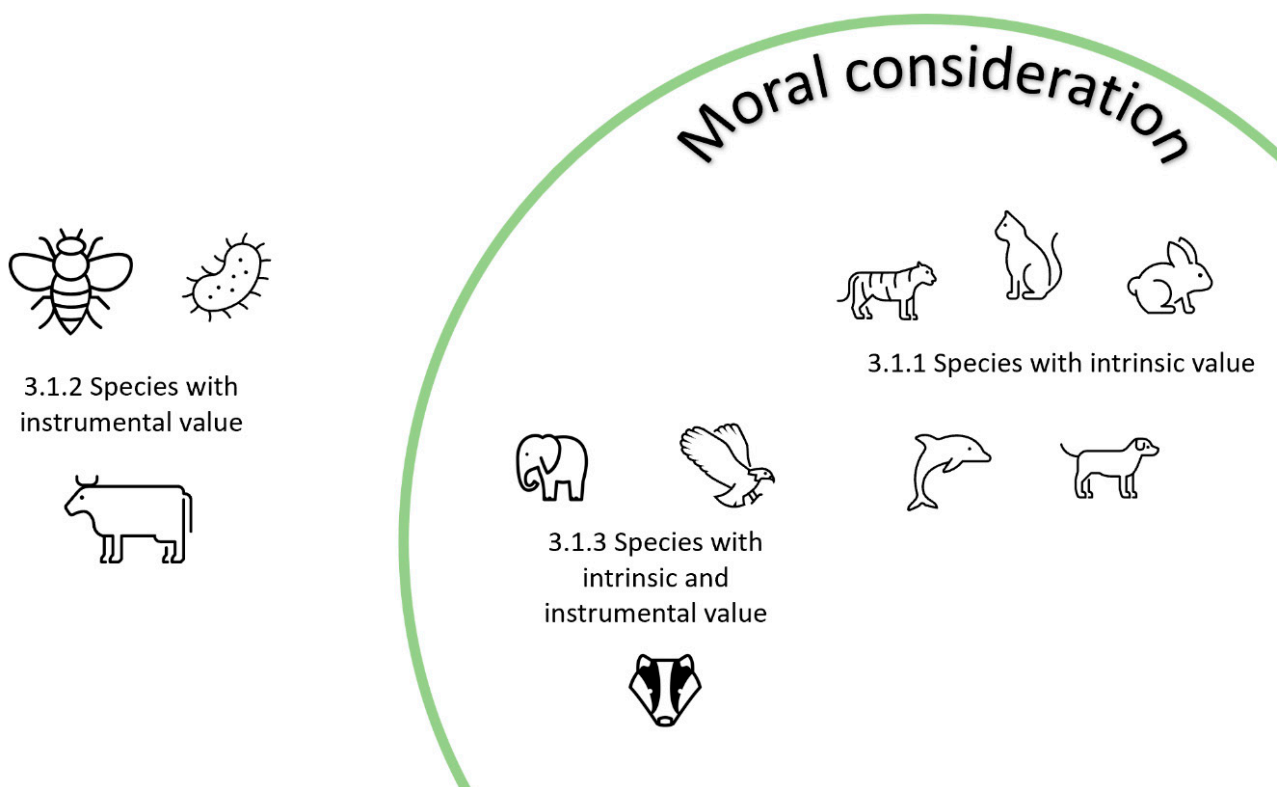 Moral consideration
3.1.2 Species with
instrumental value
3.1.1 Species with intrinsic value
3.1.3 Species with
intrinsic and
instrumental value